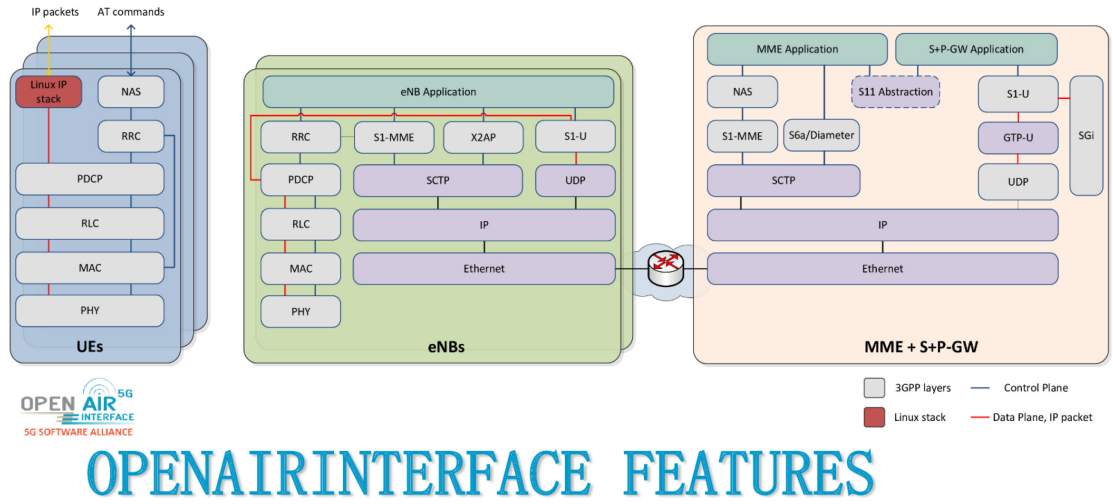 IP packets
AT commands
Linux IP
stack
NAS
RRC
PDCP
RLC
MAC
PHY
UEs
eNB Application
RRC
S1-MME
X2AP
S1-U
PDCP
SCTP
UDP
RLC
IP
MAC
Ethernet
PHY
eNBs
MME Application
S+P-GW Application
NAS
S11 Abstraction
S1-U
S1-MME
S6a/Diameter
GTP-U
SGi
SCTP
UDP
IP
Ethernet
MME + S+P-GW
3GPP layers
Control Plane
Linux stack
Data Plane, IP packet
OPEN AIR 5G
INTERFACE
5G SOFTWARE ALLIANCE
OPENAIRINTERFACE FEATURES